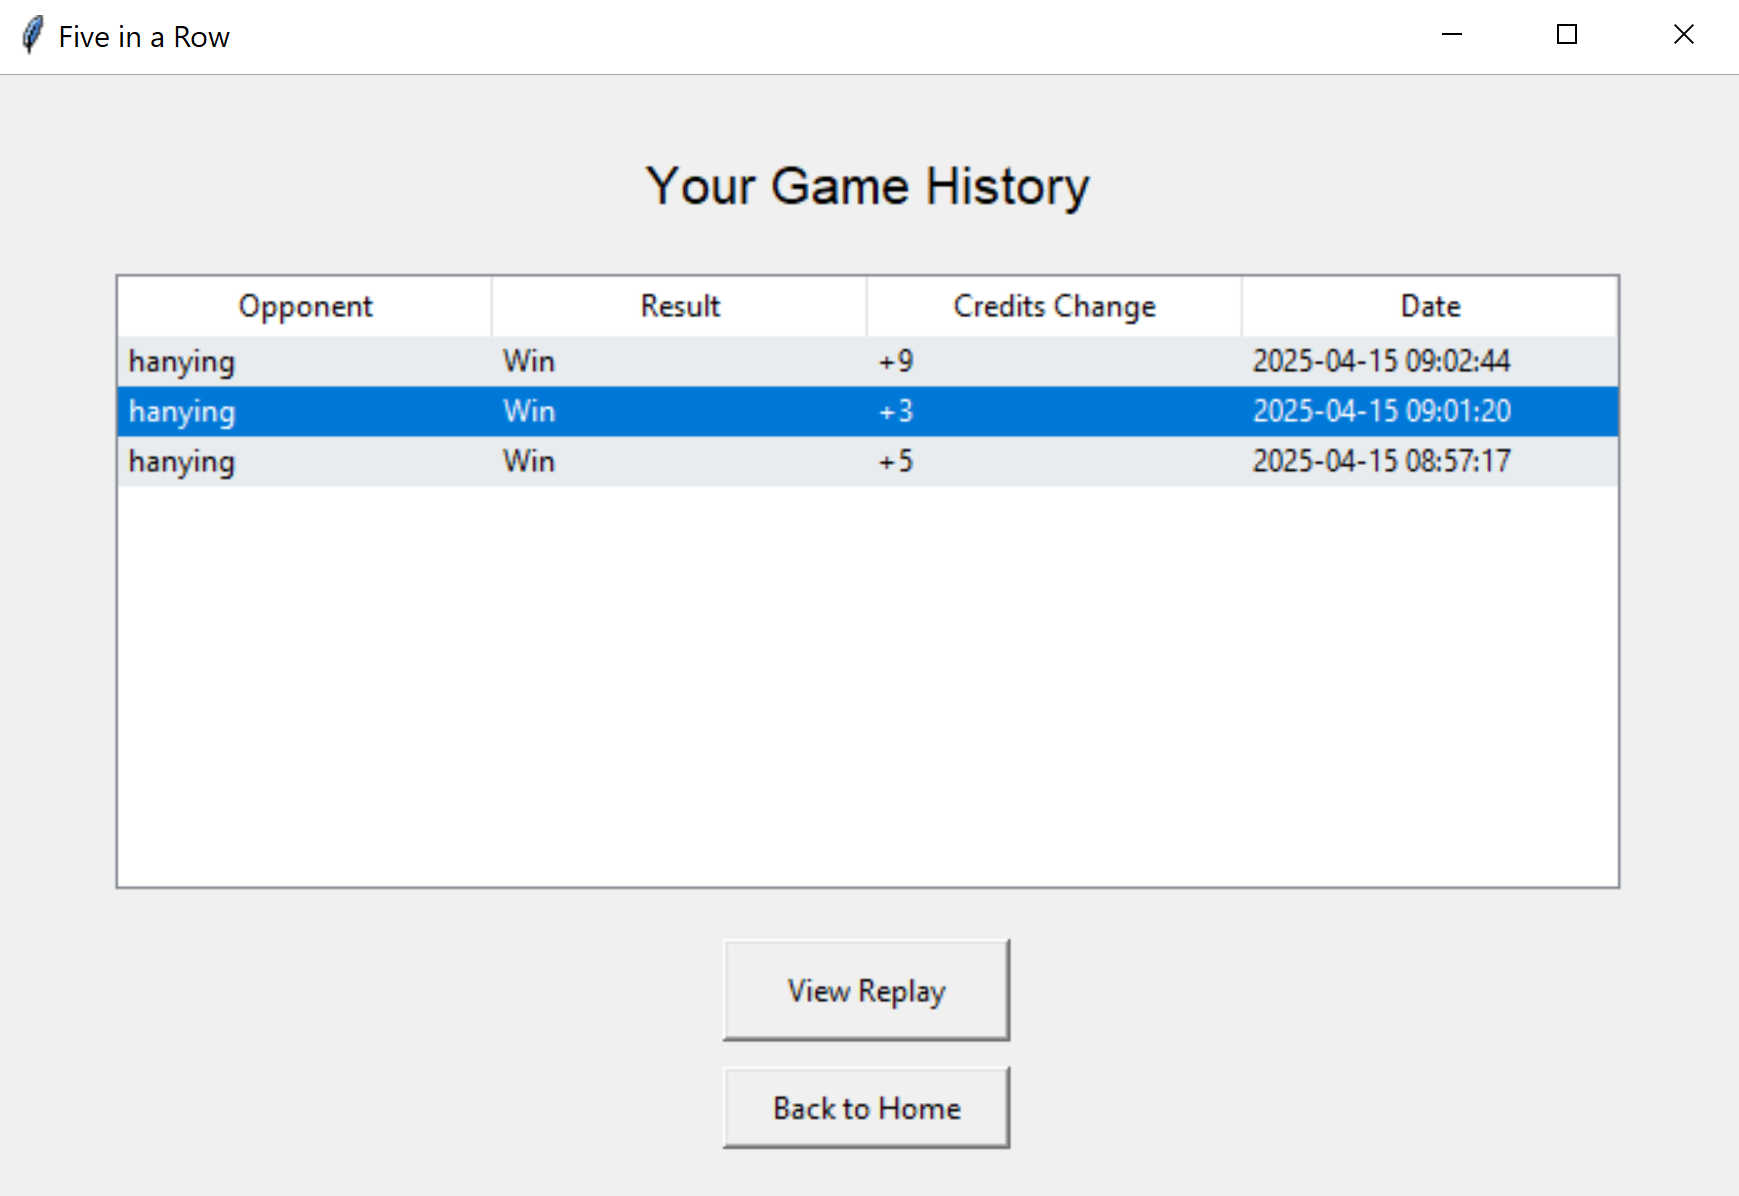 Five in a Row
Your Game History
Opponent Result Credits Change Date
hanying Win +9 2025-04-15 09:02:44
hanying Win +3 2025-04-15 09:01:20
hanying Win +5 2025-04-15 08:57:17
View Replay
Back to Home